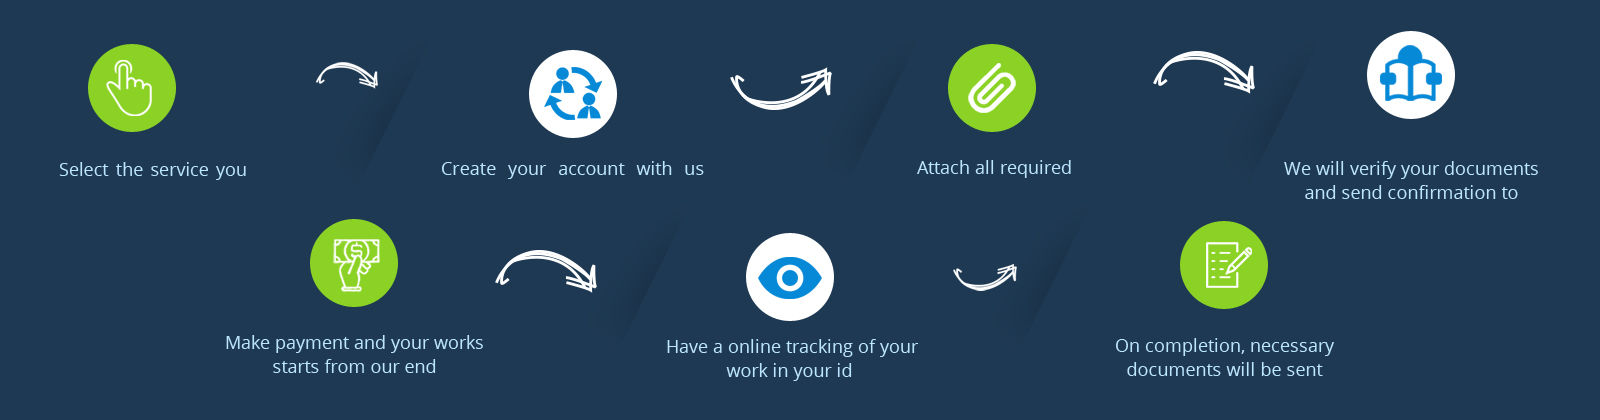 Select the service you
Create your account with us
Attach all required
We will verify your documents
and send confirmation to
Make payment and your works
starts from our end
Have a online tracking of your
work in your id
On completion, necessary
documents will be sent